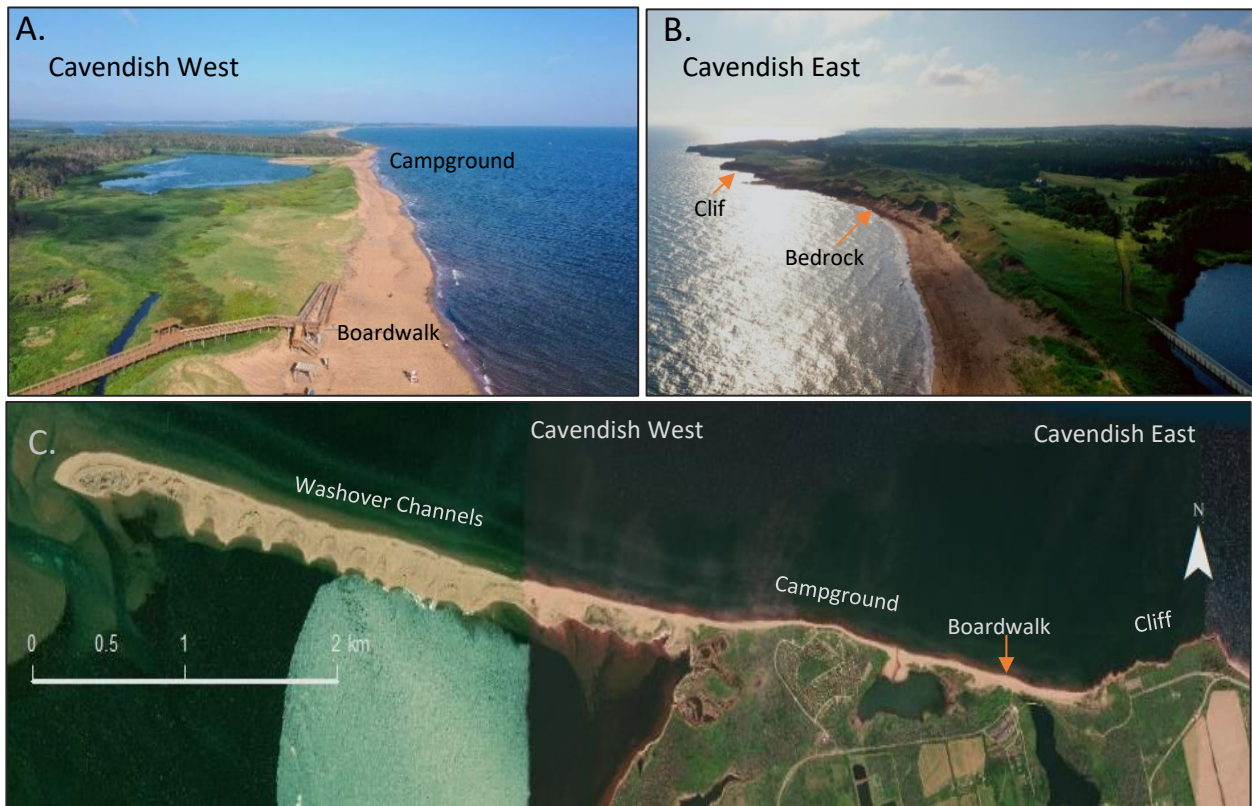 A.
Cavendish West
Campground
Boardwalk
B.
Cavendish East
Clif
Bedrock
C.
Cavendish West
Cavendish East
Washover Channels
N
Campground
Boardwalk
Cliff
0 0.5 1 2 km